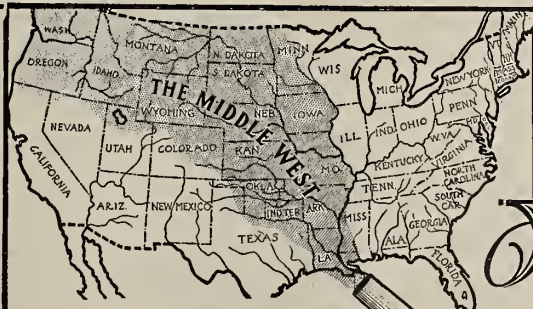 WASH.
MONTANA
N. DAKOTA
MINN
OREGON
IDAHO
S. DAKOTA
WIS
MICH
VT
NEW YORK
MASS
THE MIDDLE WEST
WYOMING
NEB
IOWA
PENN
NEVADA
UTAH
COLORADO
KAN
MO.
ILL
IND.
OHIO
W.VA.
VIRGINIA
KENTUCKY
CALIFORNIA
ARIZ.
NEW MEXICO
OKLA
IND TER
ARK
TENN.
NORTH
CAROLINA
SOUTH
CAR
TEXAS
LA
MISS
ALA
GEORGIA
FLORIDA